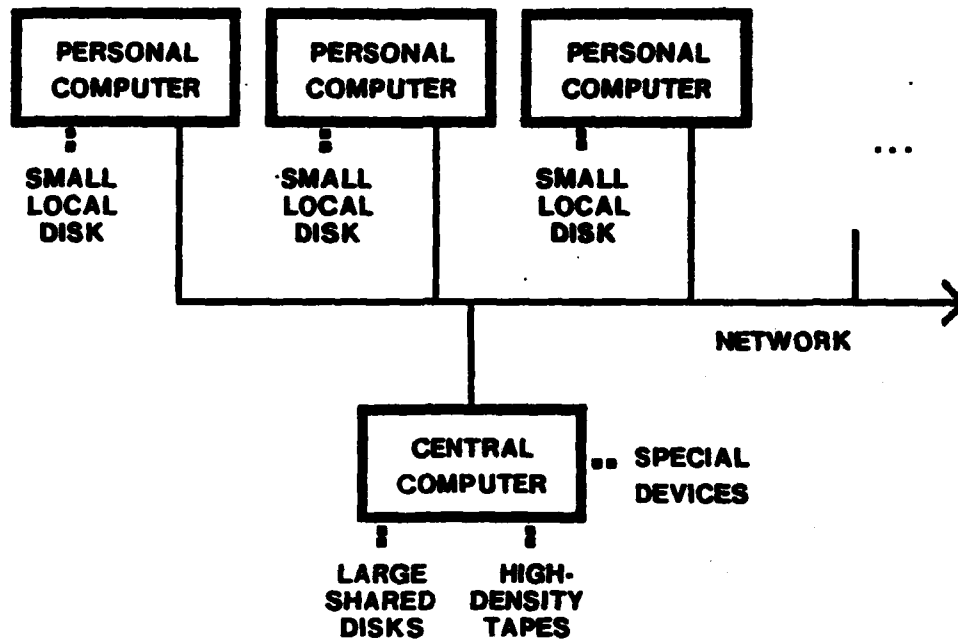 PERSONAL
COMPUTER
PERSONAL
COMPUTER
PERSONAL
COMPUTER
SMALL
LOCAL
DISK
SMALL
LOCAL
DISK
SMALL
LOCAL
DISK
...
NETWORK
CENTRAL
COMPUTER
SPECIAL
DEVICES
LARGE
SHARED
DISKS
HIGH-
DENSITY
TAPES